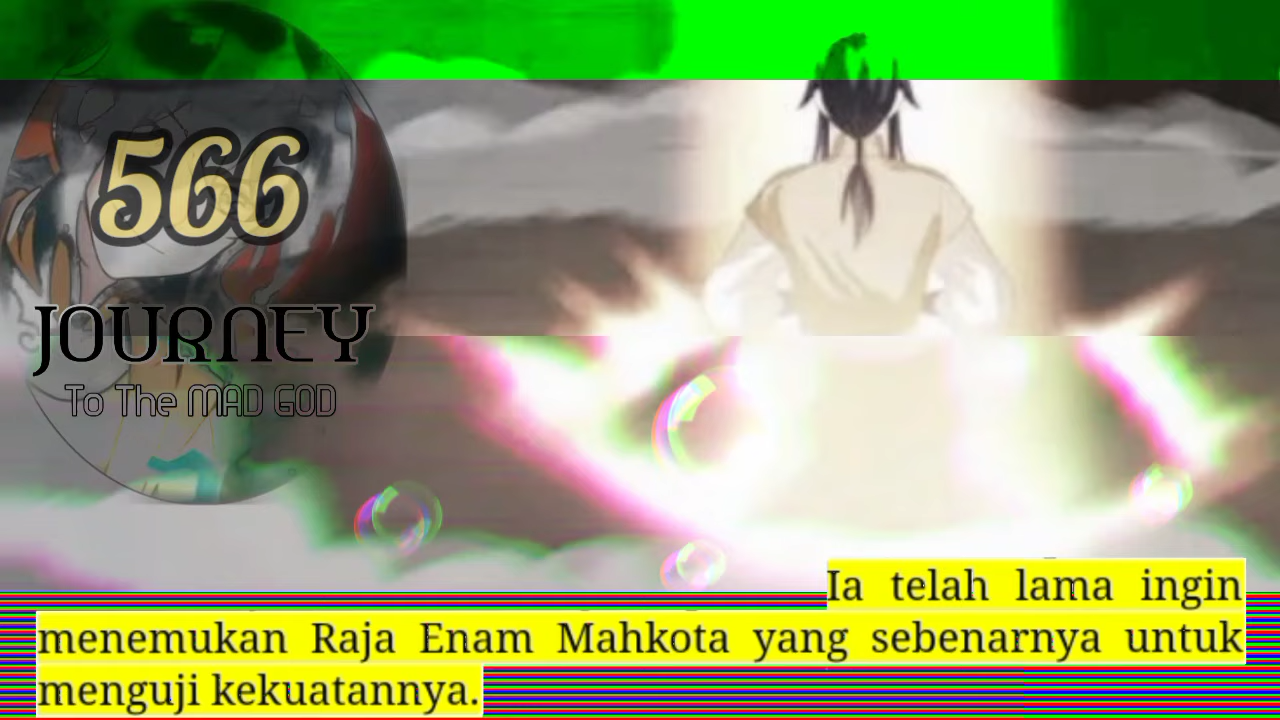 566
JOURNEY
To The MAD GOD
Ia telah lama ingin
menemukan Raja Enam Mahkota yang sebenarnya untuk
menguji kekuatannya.